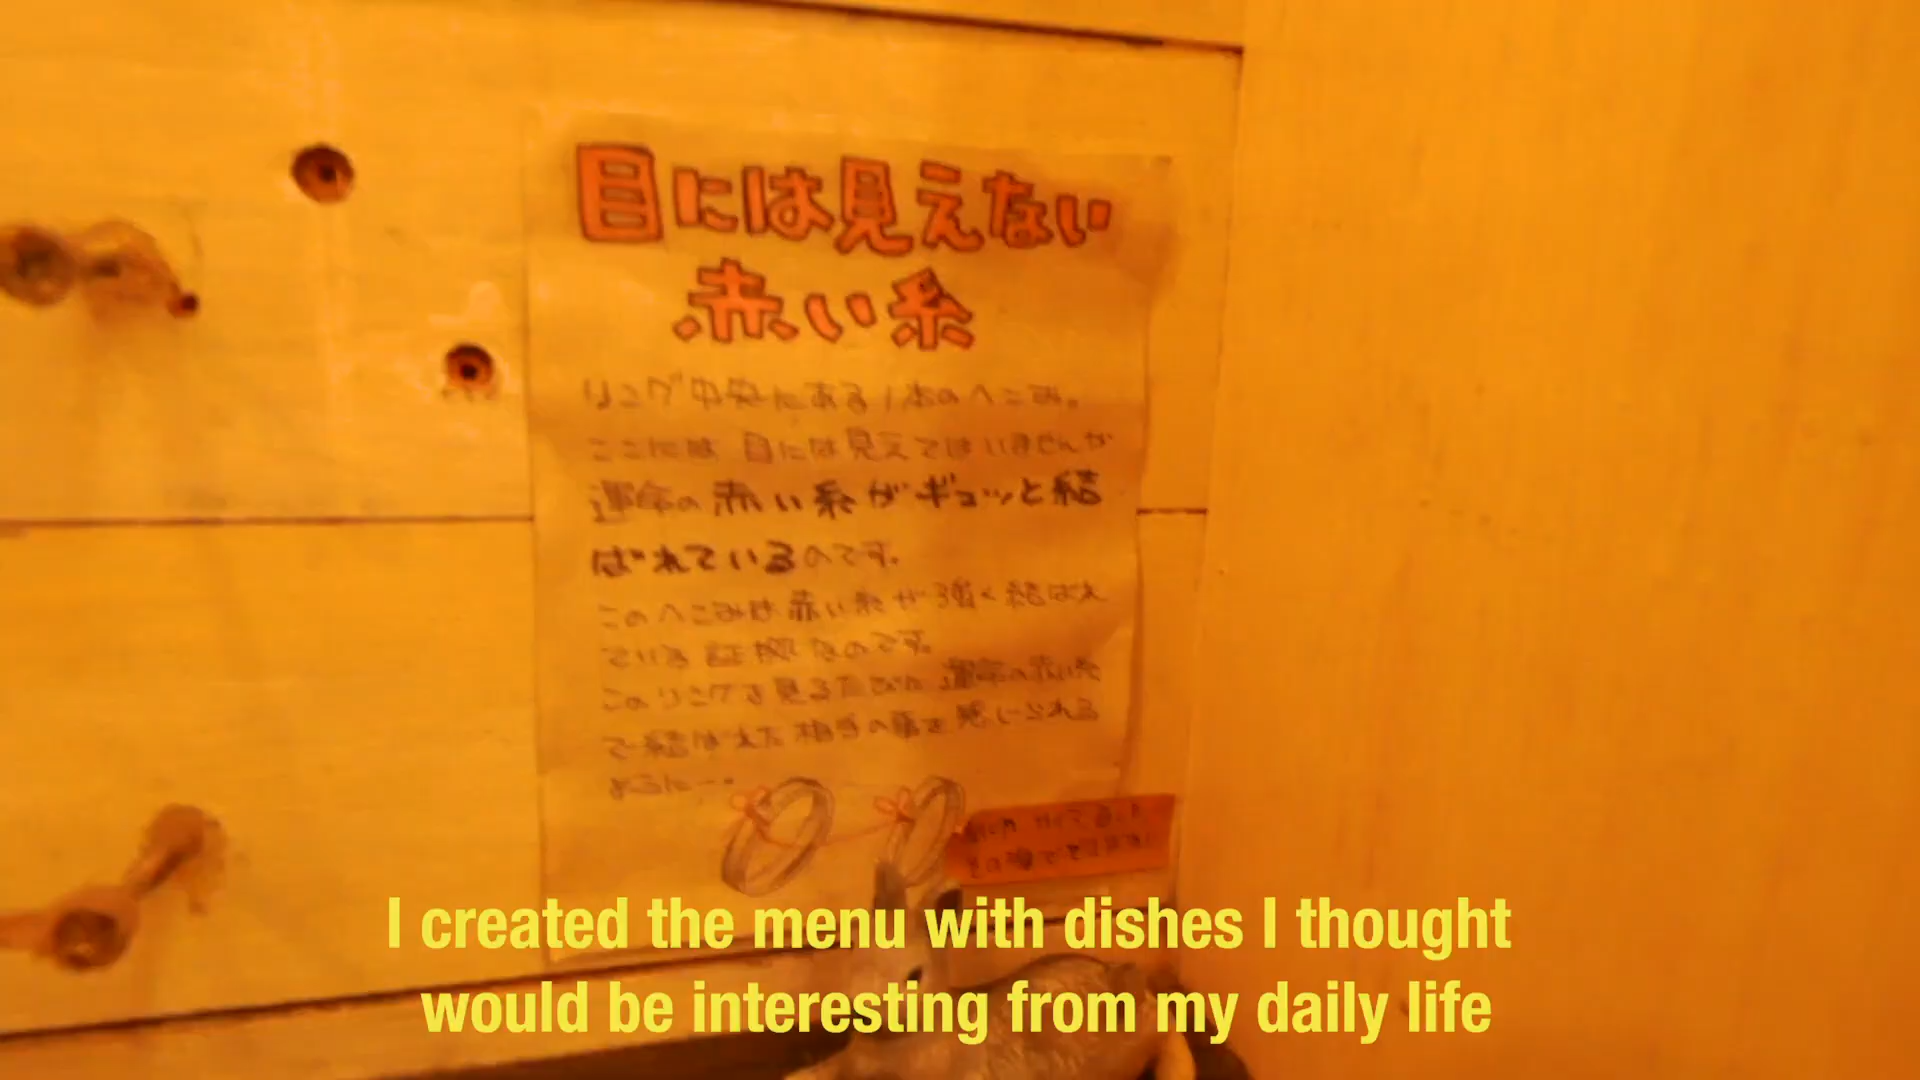 目には見えない
赤い糸
リング中央にある1本のへこみ。
ここには 目には見えてはいませんが
運命の赤い糸がギュッと結
ばれているのです。
このへこみは赤い糸が強く結ばれ
ている証拠なのです。
このリングを見るたびに運命の赤い糸
で結ばれた相手の事を感じられる
ように…。
I created the menu with dishes I thought
would be interesting from my daily life